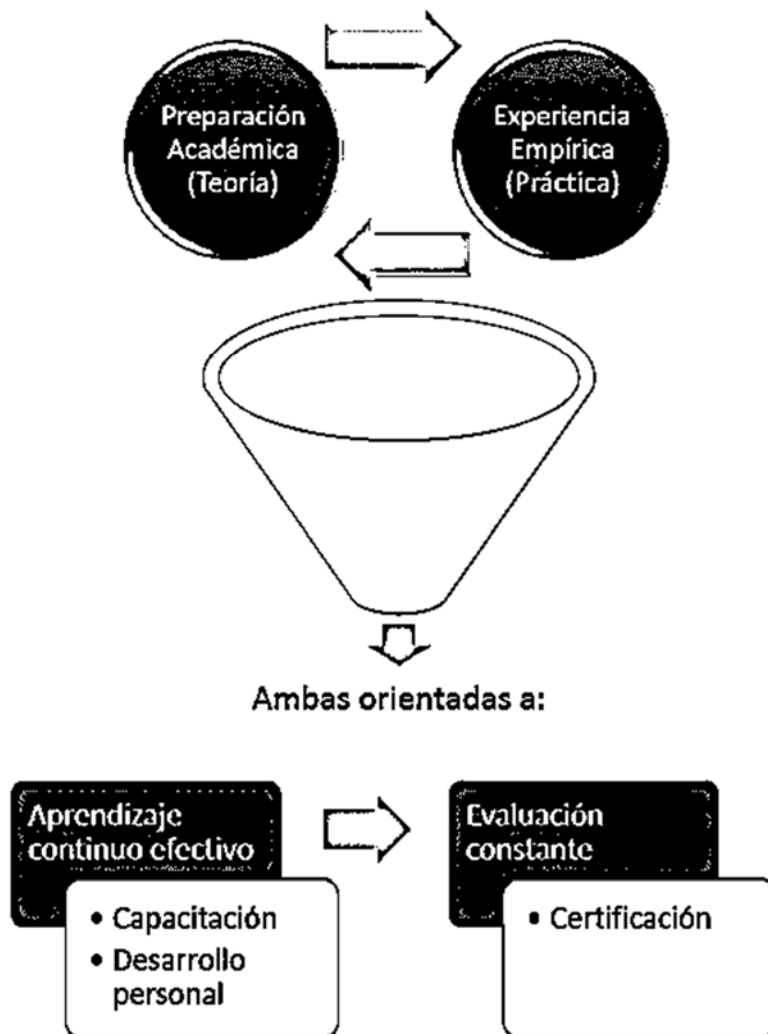 Preparación
Académica
(Teoría)
Experiencia
Empírica
(Práctica)
Ambas orientadas a:
Aprendizaje
continuo efectivo
• Capacitación
• Desarrollo
personal
Evaluación
constante
• Certificación